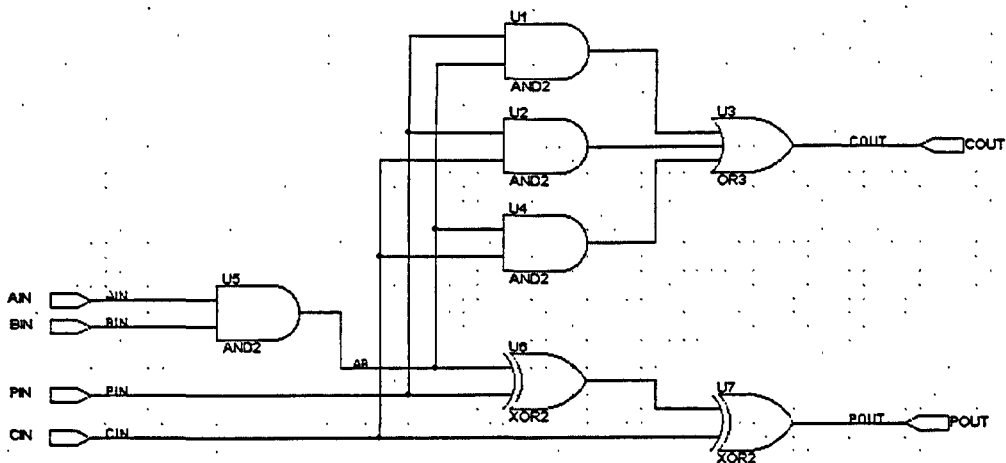 U1
AND2
U2
AND2
U3
COUT
COUT
OR3
U4
AND2
U5
AIN
AIN
BIN
BIN
AND2
AB
U6
PIN
PIN
XOR2
U7
POUT
POUT
CIN
CIN
XOR2